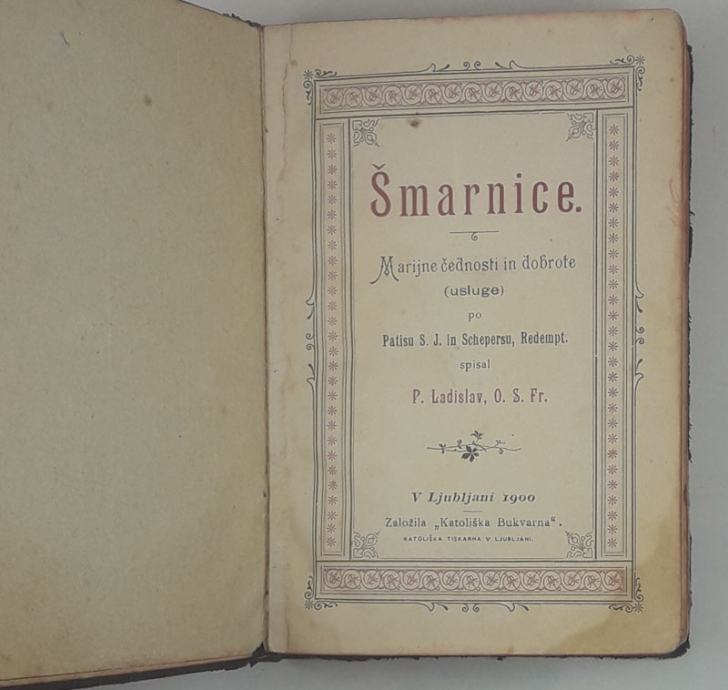 Šmarnice.
Marijne čednosti in dobrote
(usluge)
po
Patisu S. J. in Schepersu, Redempt.
spisal
P. Ladislav, O. S. Fr.
V Ljubljani 1900
Založila „Katoliška Bukvarna“.
KATOLIŠKA TISKARNA V LJUBLJANI.